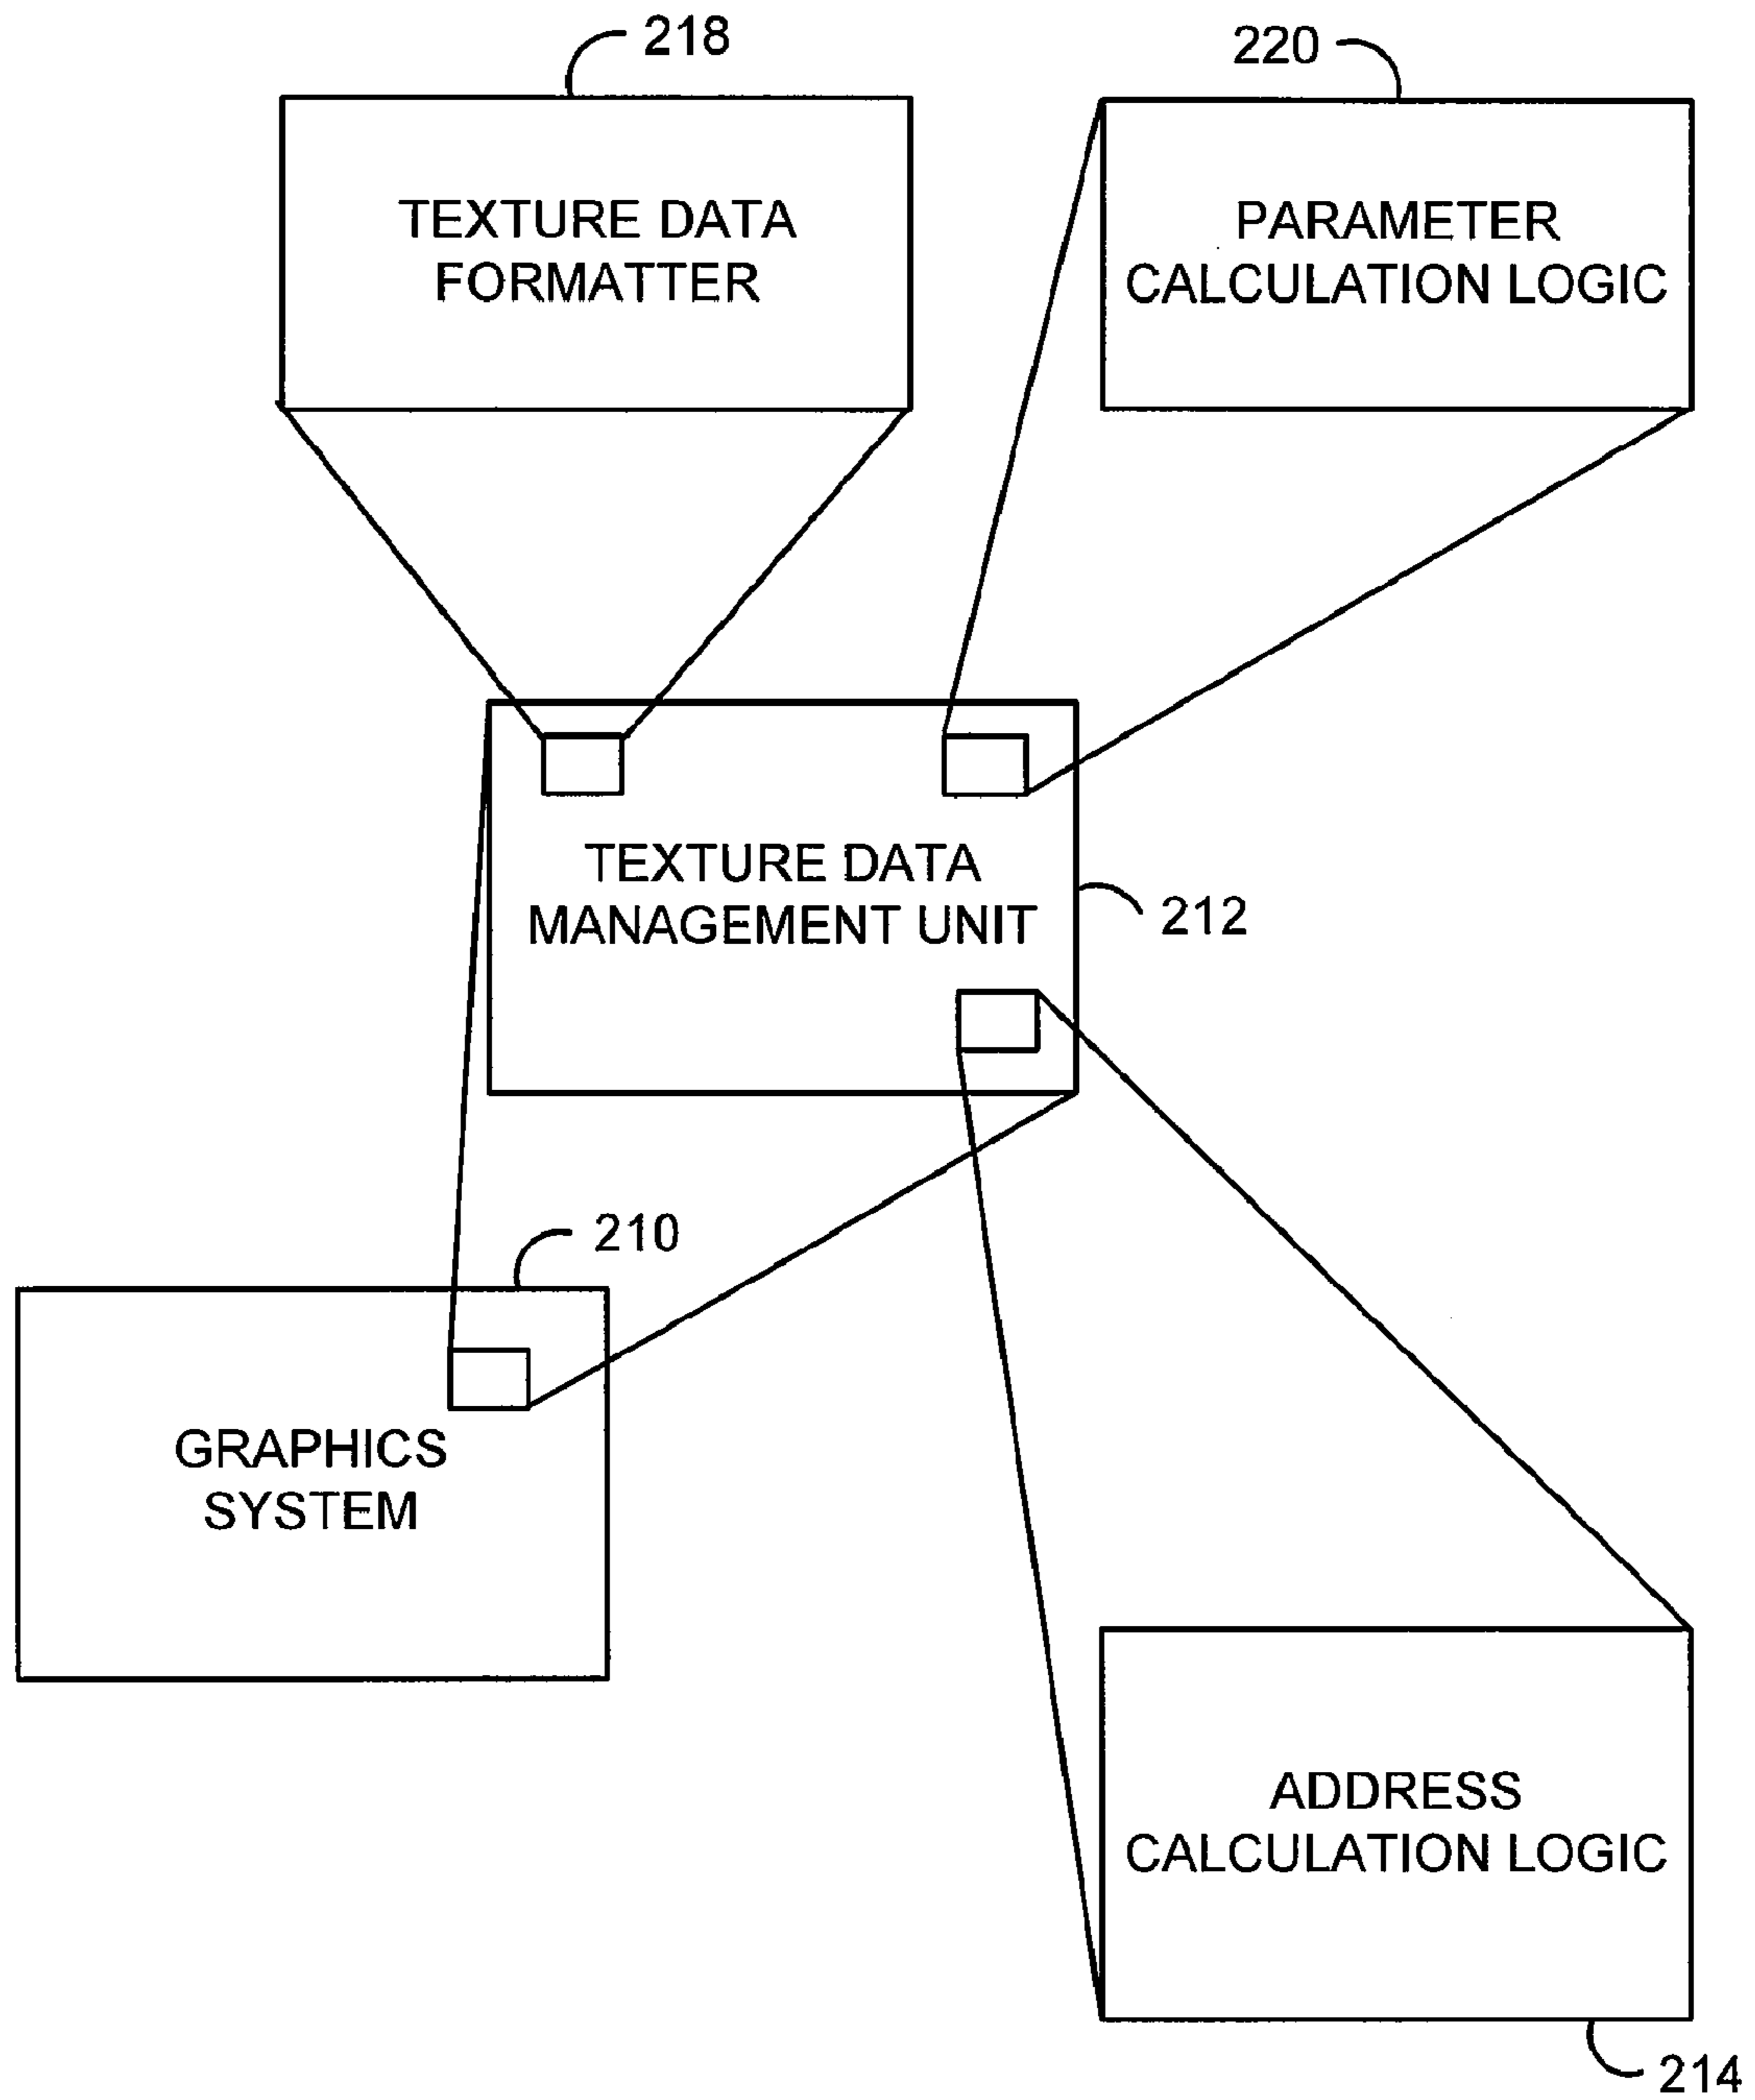 218
220
TEXTURE DATA
FORMATTER
PARAMETER
CALCULATION LOGIC
TEXTURE DATA
MANAGEMENT UNIT
212
210
GRAPHICS
SYSTEM
ADDRESS
CALCULATION LOGIC
214